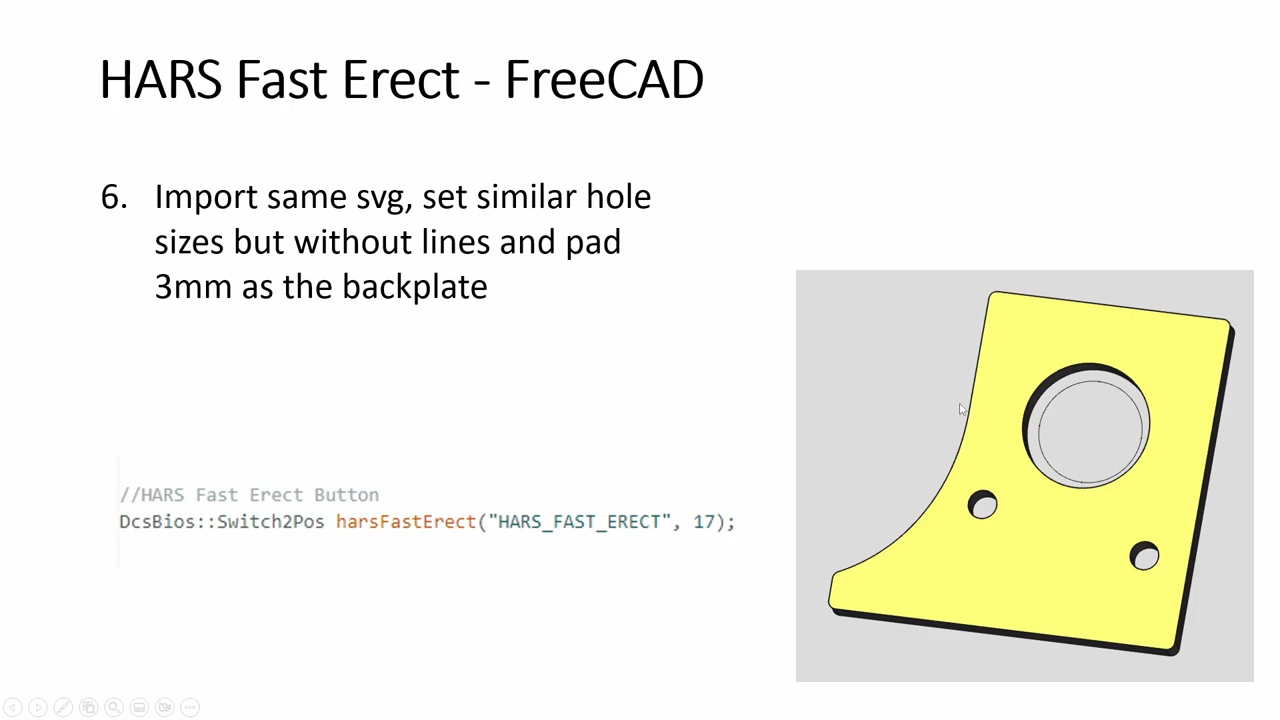 HARS Fast Erect - FreeCAD
6. Import same svg, set similar hole
sizes but without lines and pad
3mm as the backplate
//HARS Fast Erect Button
DcsBios::Switch2Pos harsFastErect("HARS_FAST_ERECT", 17);